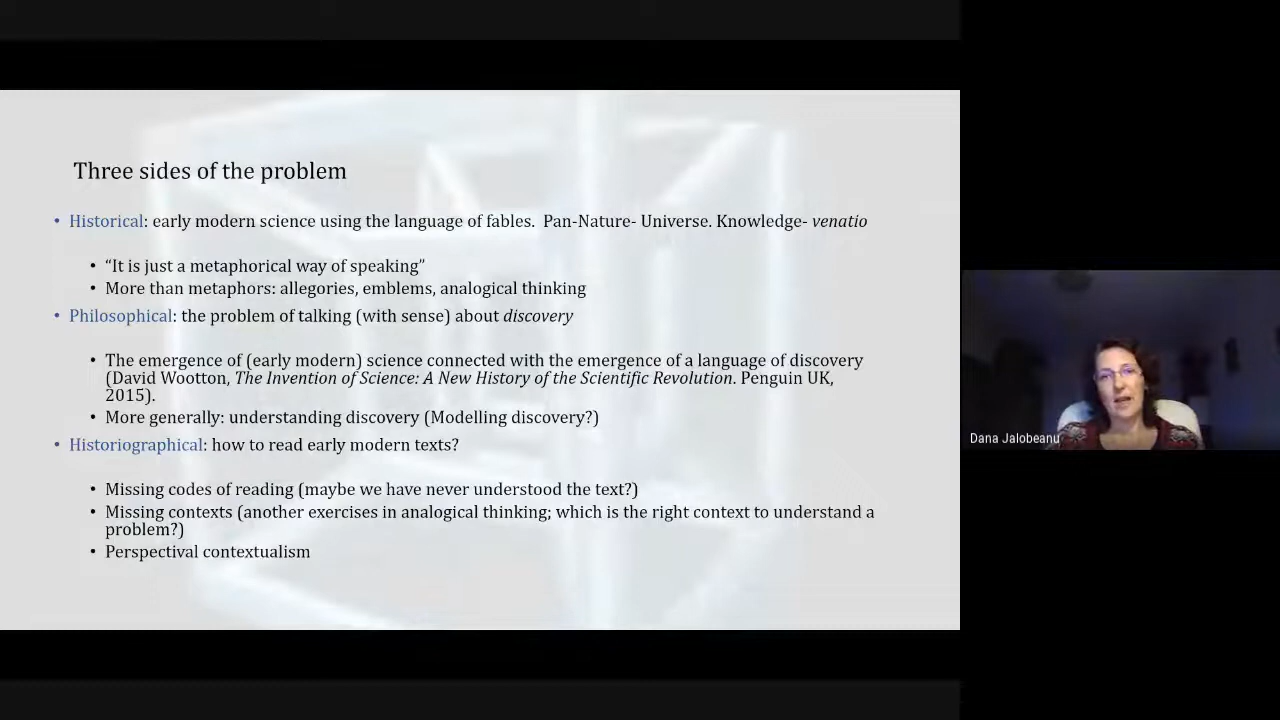 Three sides of the problem
• Historical: early modern science using the language of fables. Pan-Nature- Universe. Knowledge- venatio
• “It is just a metaphorical way of speaking”
• More than metaphors: allegories, emblems, analogical thinking
• Philosophical: the problem of talking (with sense) about discovery
• The emergence of (early modern) science connected with the emergence of a language of discovery
(David Wootton, The Invention of Science: A New History of the Scientific Revolution. Penguin UK,
2015).
• More generally: understanding discovery (Modelling discovery?)
• Historiographical: how to read early modern texts?
• Missing codes of reading (maybe we have never understood the text?)
• Missing contexts (another exercises in analogical thinking; which is the right context to understand a
problem?)
• Perspectival contextualism
Dana Jalobeanu